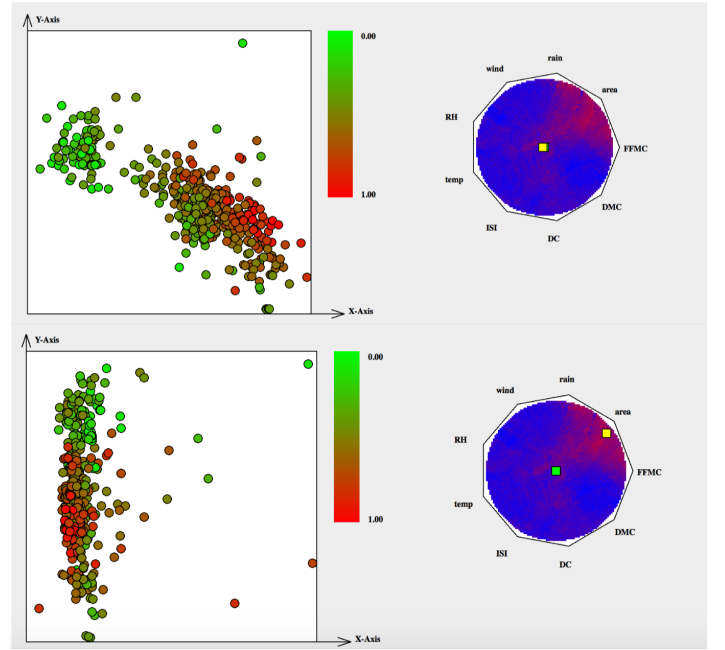 Y-Axis
0.00
1.00
X-Axis
rain
wind
area
RH
FFMC
temp
DMC
ISI
DC
Y-Axis
0.00
1.00
X-Axis
rain
wind
area
RH
FFMC
temp
DMC
ISI
DC